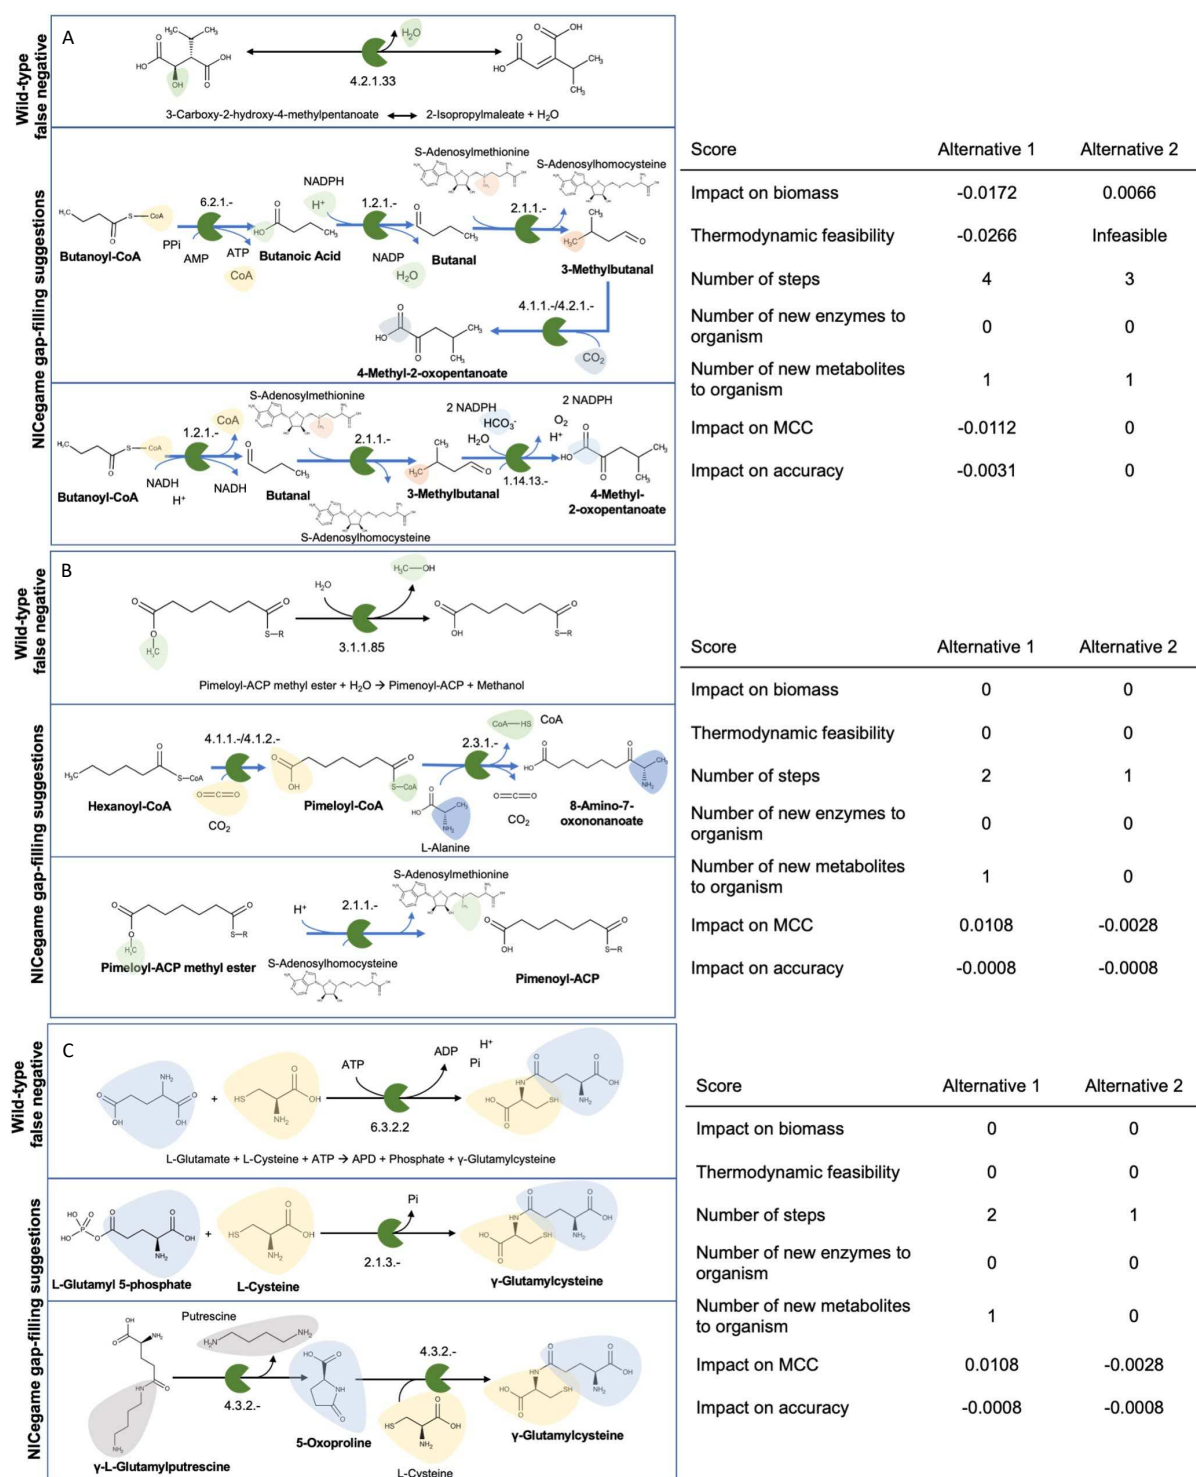 Wild-type
false negative
A
H₂O
4.2.1.33
3-Carboxy-2-hydroxy-4-methylpentanoate ⟷ 2-Isopropylmaleate + H₂O
NICegame gap-filling suggestions
S-Adenosylmethionine
S-Adenosylhomocysteine
NADPH
H⁺
6.2.1.-
1.2.1.-
2.1.1.-
PPi
AMP
ATP
CoA
NADP
H₂O
Butanoyl-CoA
Butanoic Acid
Butanal
3-Methylbutanal
4.1.1.-/4.2.1.-
CO₂
4-Methyl-2-oxopentanoate
S-Adenosylmethionine
CoA
1.2.1.-
2.1.1.-
2 NADPH
HCO₃⁻
H₂O
2 NADPH
O₂
H⁺
1.14.13.-
NADH
H⁺
NADH
Butanoyl-CoA
Butanal
3-Methylbutanal
4-Methyl-
2-oxopentanoate
S-Adenosylhomocysteine
Score Alternative 1 Alternative 2
Impact on biomass -0.0172 0.0066
Thermodynamic feasibility -0.0266 Infeasible
Number of steps 4 3
Number of new enzymes to
organism 0 0
Number of new metabolites
to organism 1 1
Impact on MCC -0.0112 0
Impact on accuracy -0.0031 0
Wild-type
false negative
B
H₂O
H₃C—OH
3.1.1.85
S—R
S—R
Pimeloyl-ACP methyl ester + H₂O → Pimenoyl-ACP + Methanol
NICegame gap-filling suggestions
4.1.1.-/4.1.2.-
2.3.1.-
CoA—HS
CoA
Hexanoyl-CoA
O=C=O
CO₂
Pimeloyl-CoA
L-Alanine
O=C=O
CO₂
8-Amino-7-
oxononanoate
S-Adenosylmethionine
H⁺
2.1.1.-
S-Adenosylhomocysteine
Pimeloyl-ACP methyl ester
Pimenoyl-ACP
Score Alternative 1 Alternative 2
Impact on biomass 0 0
Thermodynamic feasibility 0 0
Number of steps 2 1
Number of new enzymes to
organism 0 0
Number of new metabolites
to organism 1 0
Impact on MCC 0.0108 -0.0028
Impact on accuracy -0.0008 -0.0008
Wild-type
false negative
C
ATP
ADP
H⁺
Pi
6.3.2.2
L-Glutamate + L-Cysteine + ATP → APD + Phosphate + γ-Glutamylcysteine
NICegame gap-filling suggestions
Pi
2.1.3.-
L-Glutamyl 5-phosphate
L-Cysteine
γ-Glutamylcysteine
Putrescine
4.3.2.-
4.3.2.-
5-Oxoproline
γ-Glutamylcysteine
γ-L-Glutamylputrescine
L-Cysteine
Score Alternative 1 Alternative 2
Impact on biomass 0 0
Thermodynamic feasibility 0 0
Number of steps 2 1
Number of new enzymes to
organism 0 0
Number of new metabolites
to organism 1 0
Impact on MCC 0.0108 -0.0028
Impact on accuracy -0.0008 -0.0008